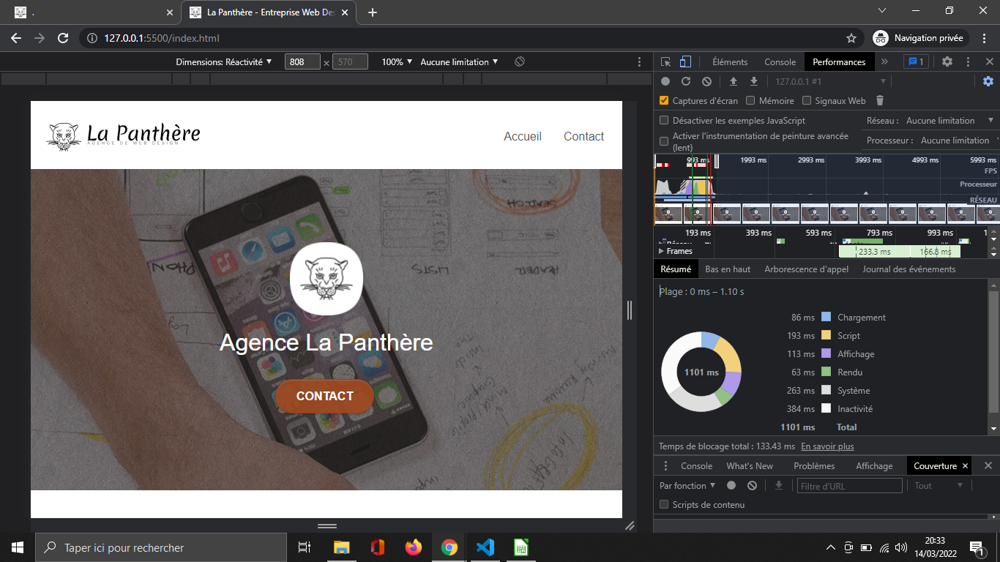 .
La Panthère - Entreprise Web De
127.0.0.1:5500/index.html
Navigation privée
Dimensions: Réactivité
808 × 570
100%
Aucune limitation
Éléments
Console
Performances
1
127.0.0.1 #1
Captures d'écran
Mémoire
Signaux Web
Désactiver les exemples JavaScript
Réseau : Aucune limitation
Activer l'instrumentation de peinture avancée
(lent)
Processeur : Aucune limitation
993 ms 1993 ms 2993 ms 3993 ms 4993 ms 5993 ms
FPS
Processeur
RÉSEAU
193 ms 393 ms 593 ms 793 ms 993 ms 1
Réseau
Frames
233.3 ms 166.8 ms
Résumé
Bas en haut
Arborescence d'appel
Journal des événements
Plage : 0 ms – 1.10 s
1101 ms
86 ms Chargement
193 ms Script
113 ms Affichage
63 ms Rendu
263 ms Système
384 ms Inactivité
1101 ms Total
Temps de blocage total : 133.43 ms En savoir plus
Console
What's New
Problèmes
Affichage
Couverture
Par fonction
Filtre d'URL
Tout
Scripts de contenu
La Panthère
AGENCE DE WEB DESIGN
Accueil
Contact
SEARCH
HEADER
LISTS
PHON
Agence La Panthère
CONTACT
Taper ici pour rechercher
20:33
14/03/2022
1